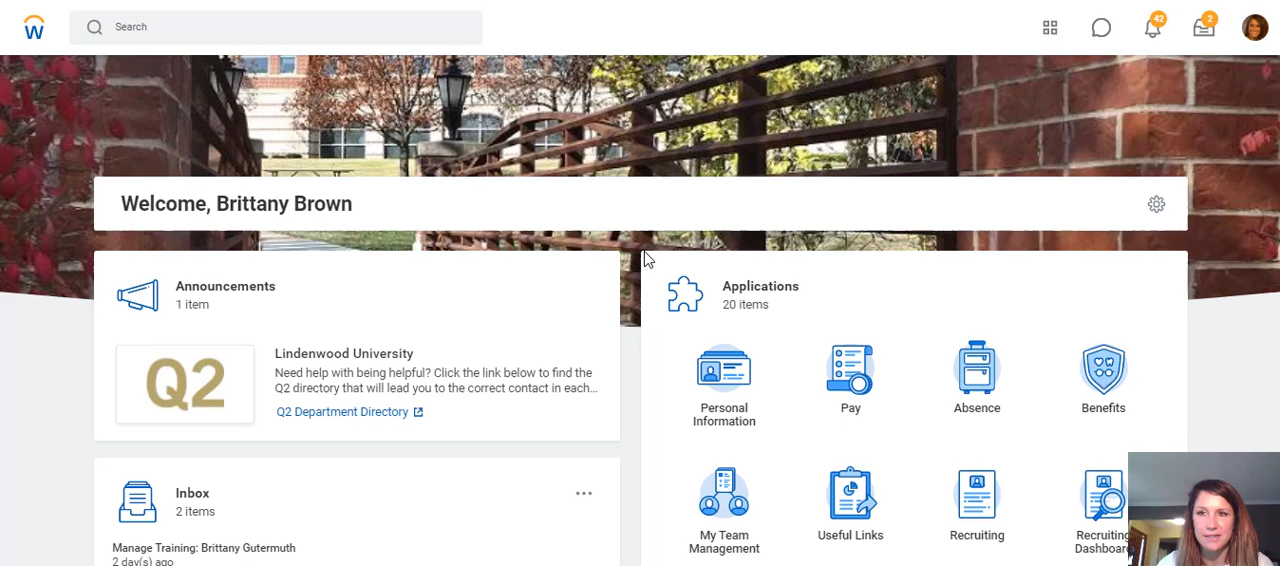 W
Search
42
2
Welcome, Brittany Brown
Announcements
1 item
Q2
Lindenwood University
Need help with being helpful? Click the link below to find the
Q2 directory that will lead you to the correct contact in each...
Q2 Department Directory
Inbox
2 items
Manage Training: Brittany Gutermuth
2 day(s) ago
Applications
20 items
Personal
Information
Pay
Absence
Benefits
My Team
Management
Useful Links
Recruiting
Recruiting
Dashboard